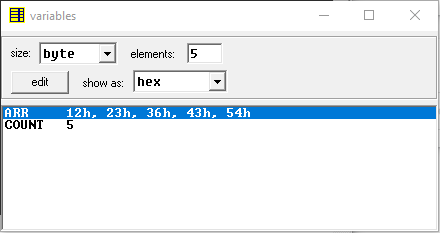 variables
size: byte elements: 5
edit show as: hex
ARR 12h, 23h, 36h, 43h, 54h
COUNT 5